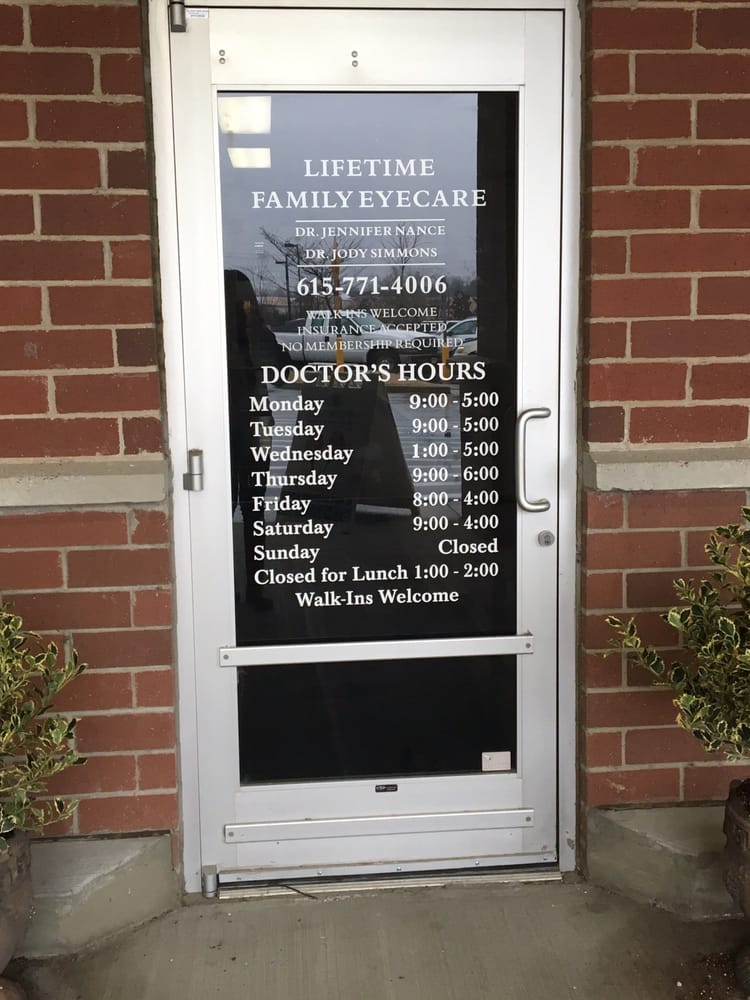 LIFETIME
FAMILY EYECARE
DR. JENNIFER NANCE
DR. JODY SIMMONS
615-771-4006
WALK-INS WELCOME
INSURANCE ACCEPTED
NO MEMBERSHIP REQUIRED
DOCTOR'S HOURS
Monday 9:00 - 5:00
Tuesday 9:00 - 5:00
Wednesday 1:00 - 5:00
Thursday 9:00 - 6:00
Friday 8:00 - 4:00
Saturday 9:00 - 4:00
Sunday Closed
Closed for Lunch 1:00 - 2:00
Walk-Ins Welcome